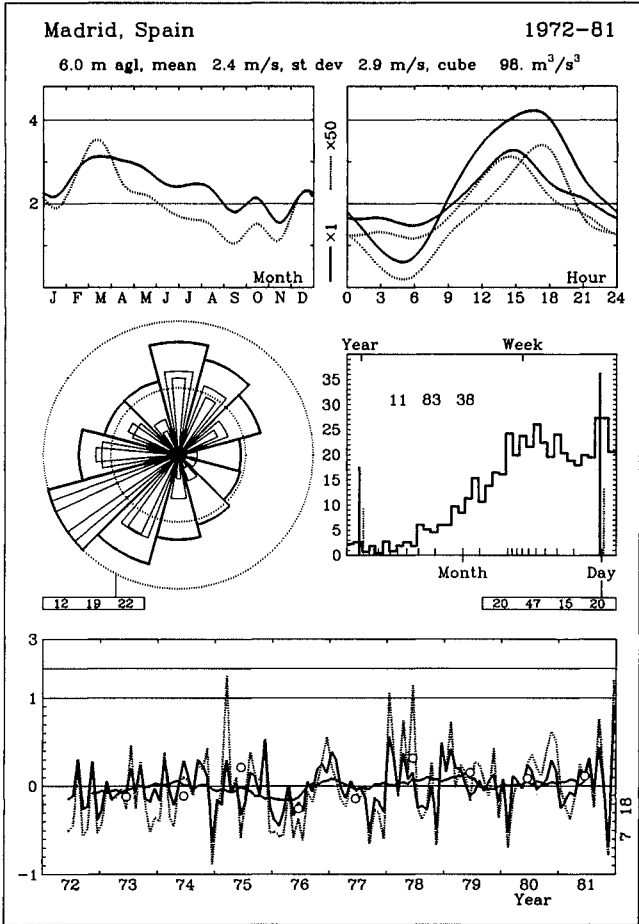 Madrid, Spain 1972-81
6.0 m agl, mean 2.4 m/s, st dev 2.9 m/s, cube 98. m³/s³
4
2
Month
J F M A M J J A S O N D
×1 ×50
Hour
0 3 6 9 12 15 18 21 24
12 19 22
Year Week
40
35
30
25
20
15
10
5
0
11 83 38
Month Day
20 47 15 20
3
1
0
-1
72 73 74 75 76 77 78 79 80 81
Year
7 18